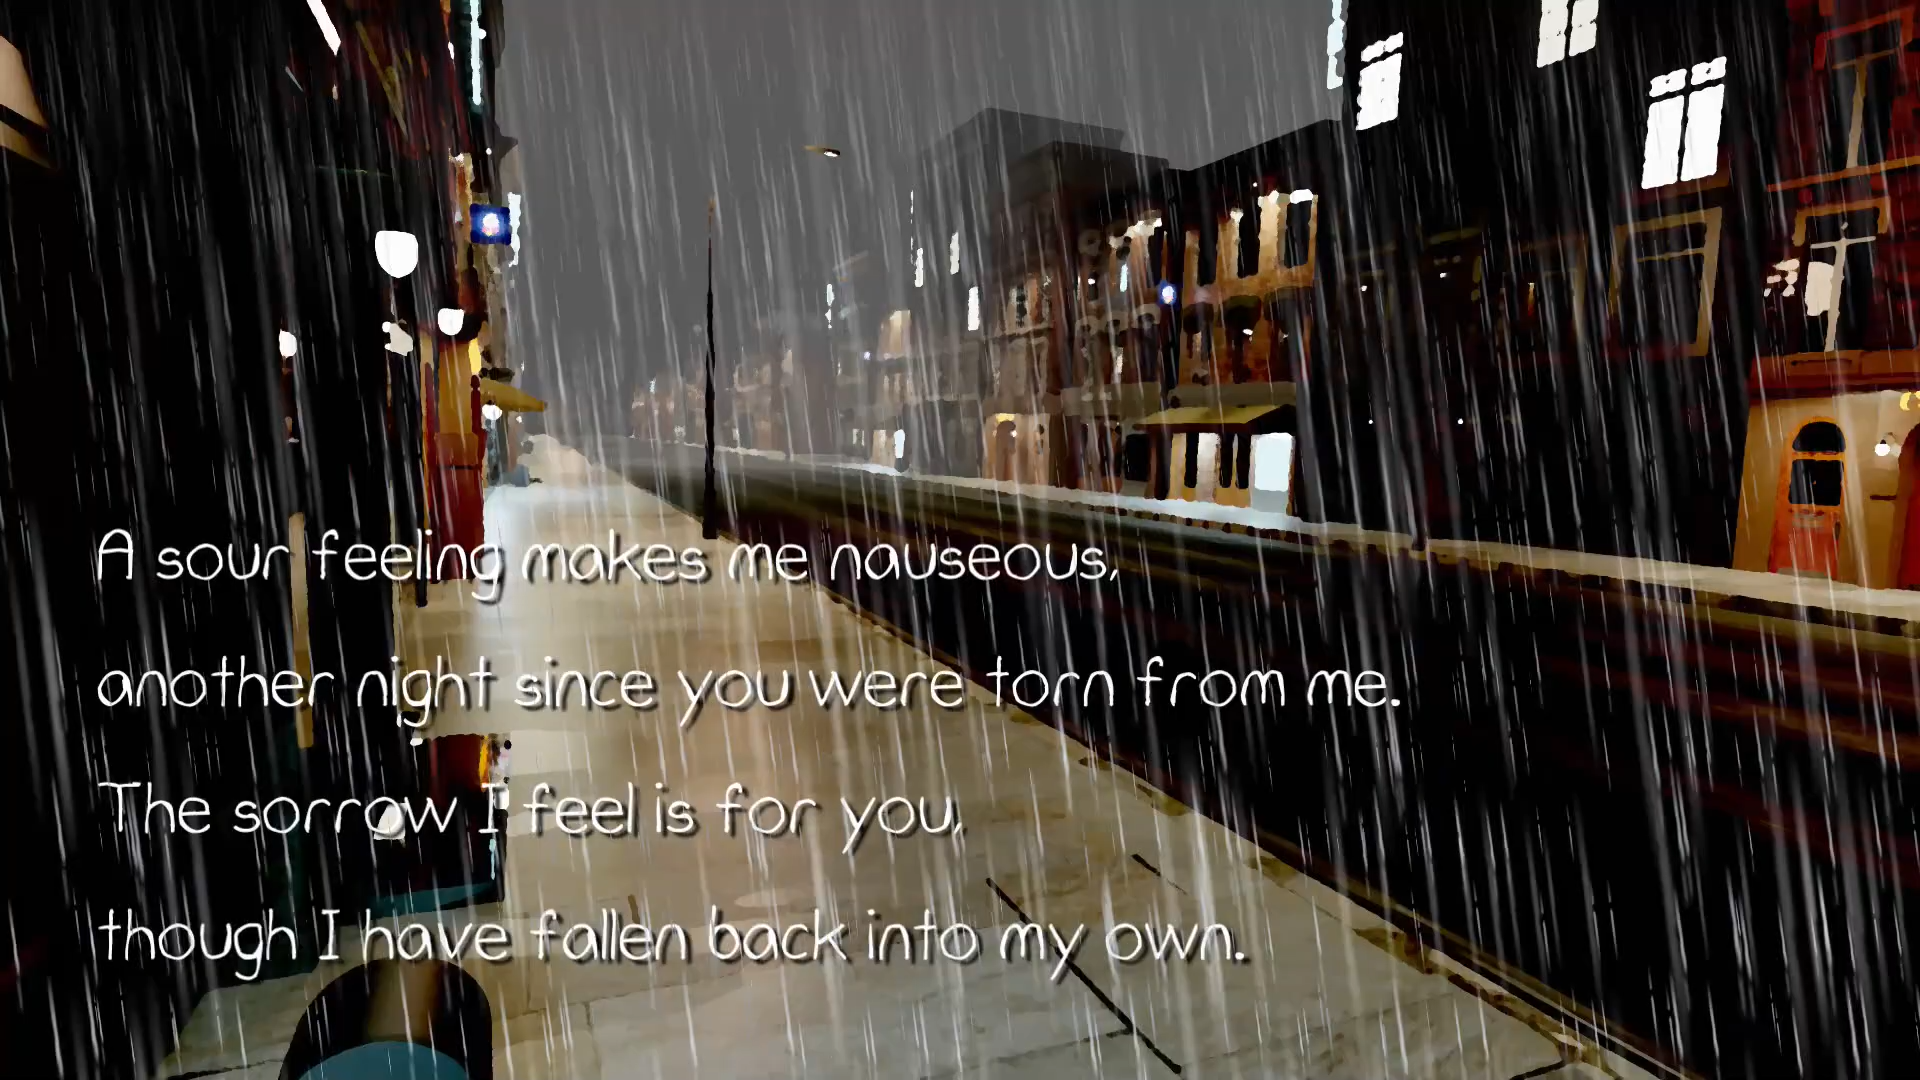 A sour feeling makes me nauseous,
another night since you were torn from me.
The sorrow I feel is for you,
though I have fallen back into my own.